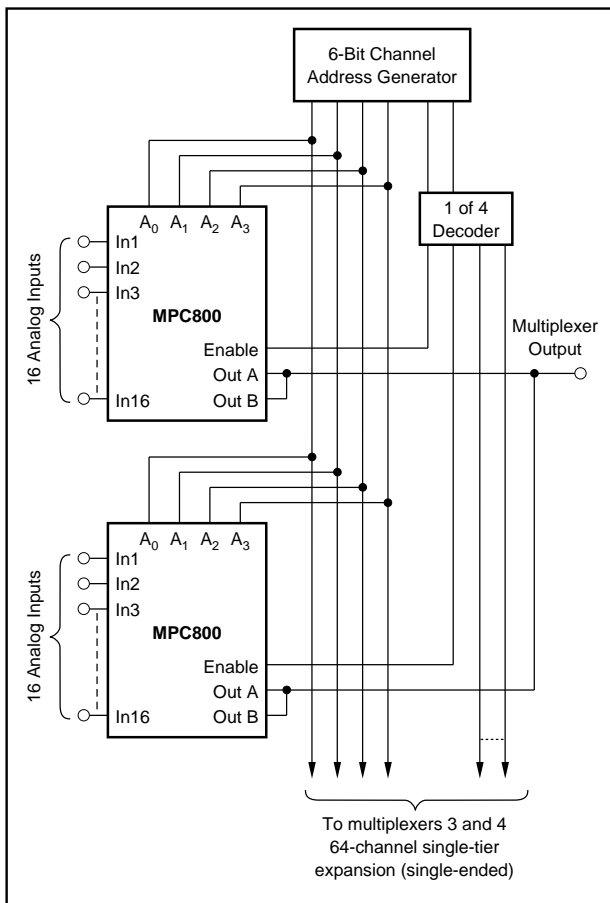 6-Bit Channel
Address Generator
1 of 4
Decoder
A0 A1 A2 A3
In1
In2
In3
In16
MPC800
Enable
Out A
Out B
16 Analog Inputs
Multiplexer
Output
A0 A1 A2 A3
In1
In2
In3
In16
MPC800
Enable
Out A
Out B
16 Analog Inputs
To multiplexers 3 and 4
64-channel single-tier
expansion (single-ended)